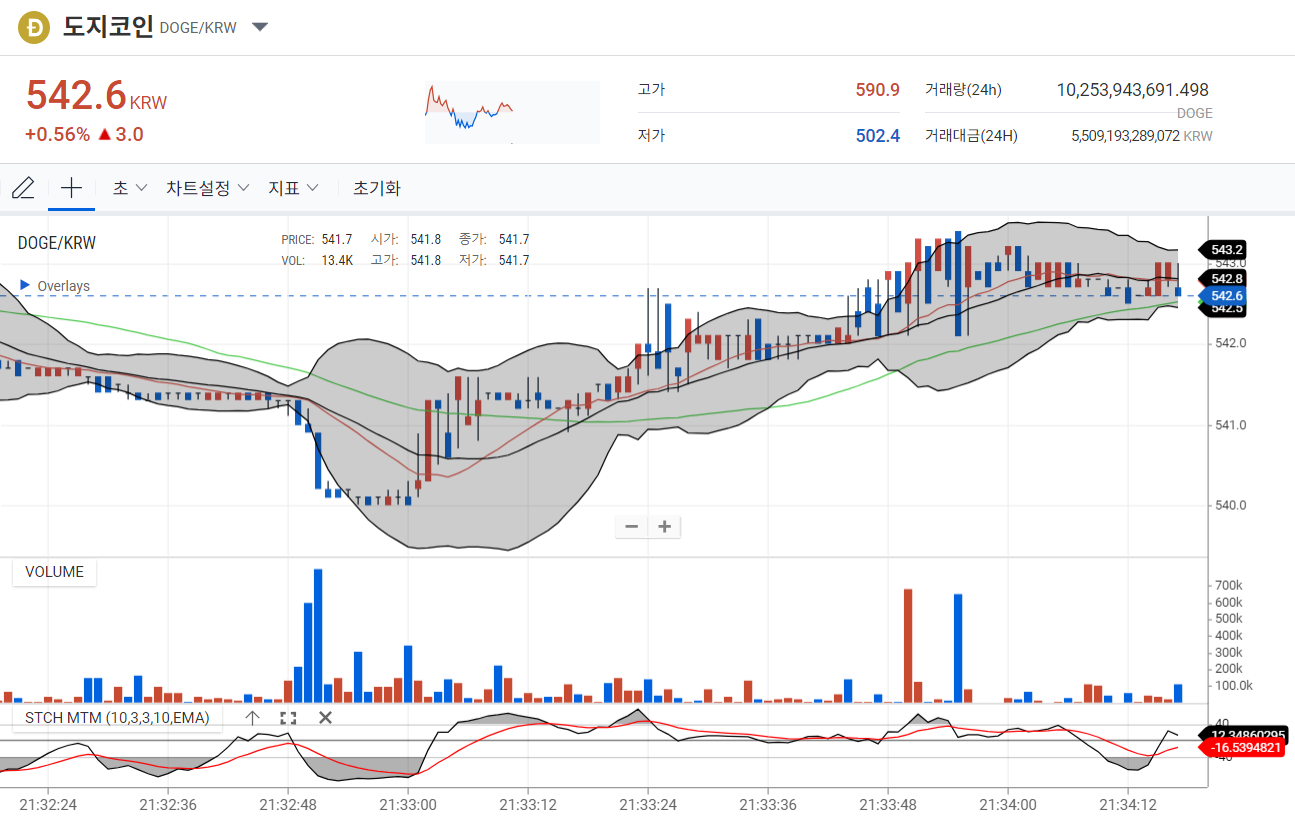 도지코인 DOGE/KRW
542.6 KRW
+0.56% ▲ 3.0
고가 590.9
거래량(24h) 10,253,943,691.498
DOGE
저가 502.4
거래대금(24H) 5,509,193,289,072 KRW
초 차트설정 지표 초기화
DOGE/KRW
PRICE: 541.7 시가: 541.8 종가: 541.7
VOL: 13.4K 고가: 541.8 저가: 541.7
Overlays
543.2
543.0
542.8
542.6
542.5
542.0
541.0
540.0
− +
VOLUME
700k
600k
500k
400k
300k
200k
100.0k
STCH MTM (10,3,3,10,EMA)
40
-16.5394821
-40
21:32:24 21:32:36 21:32:48 21:33:00 21:33:12 21:33:24 21:33:36 21:33:48 21:34:00 21:34:12